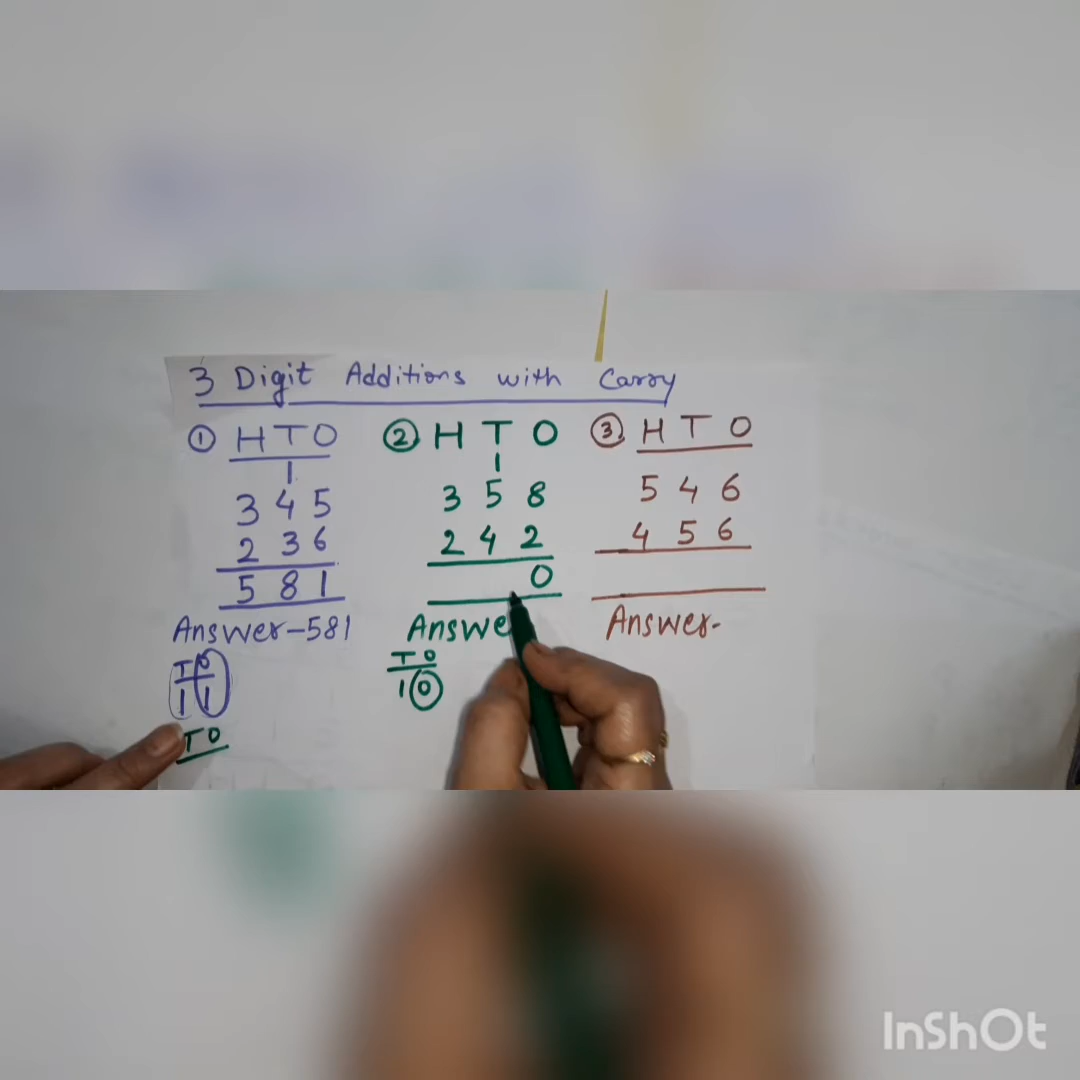 3 Digit Additions with Carry
① H T O
1
3 4 5
2 3 6
5 8 1
Answer-581
T O
1 1
T O
② H T O
1
3 5 8
2 4 2
0
Answe
T O
1 0
③ H T O
5 4 6
4 5 6
Answer-
InShOt